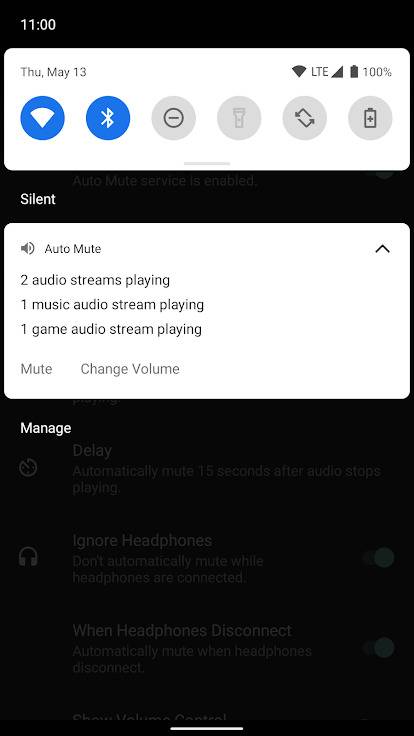 11:00
Thu, May 13
LTE
100%
Auto Mute service is enabled.
Silent
Auto Mute
2 audio streams playing
1 music audio stream playing
1 game audio stream playing
Mute
Change Volume
playing.
Manage
Delay
Automatically mute 15 seconds after audio stops
playing.
Ignore Headphones
Don't automatically mute while
headphones are connected.
When Headphones Disconnect
Automatically mute when headphones
disconnect.
Show Volume Control